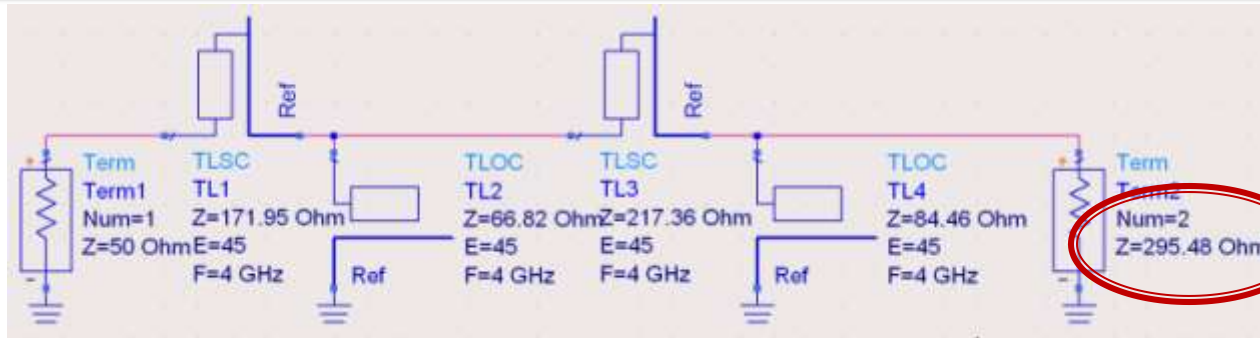 Ref
Ref
Term
Term1
Num=1
Z=50 Ohm
TLSC
TL1
Z=171.95 Ohm
E=45
F=4 GHz
Ref
TLOC
TL2
Z=66.82 Ohm
E=45
F=4 GHz
TLSC
TL3
Z=217.36 Ohm
E=45
F=4 GHz
Ref
TLOC
TL4
Z=84.46 Ohm
E=45
F=4 GHz
Term
Term2
Num=2
Z=295.48 Ohm